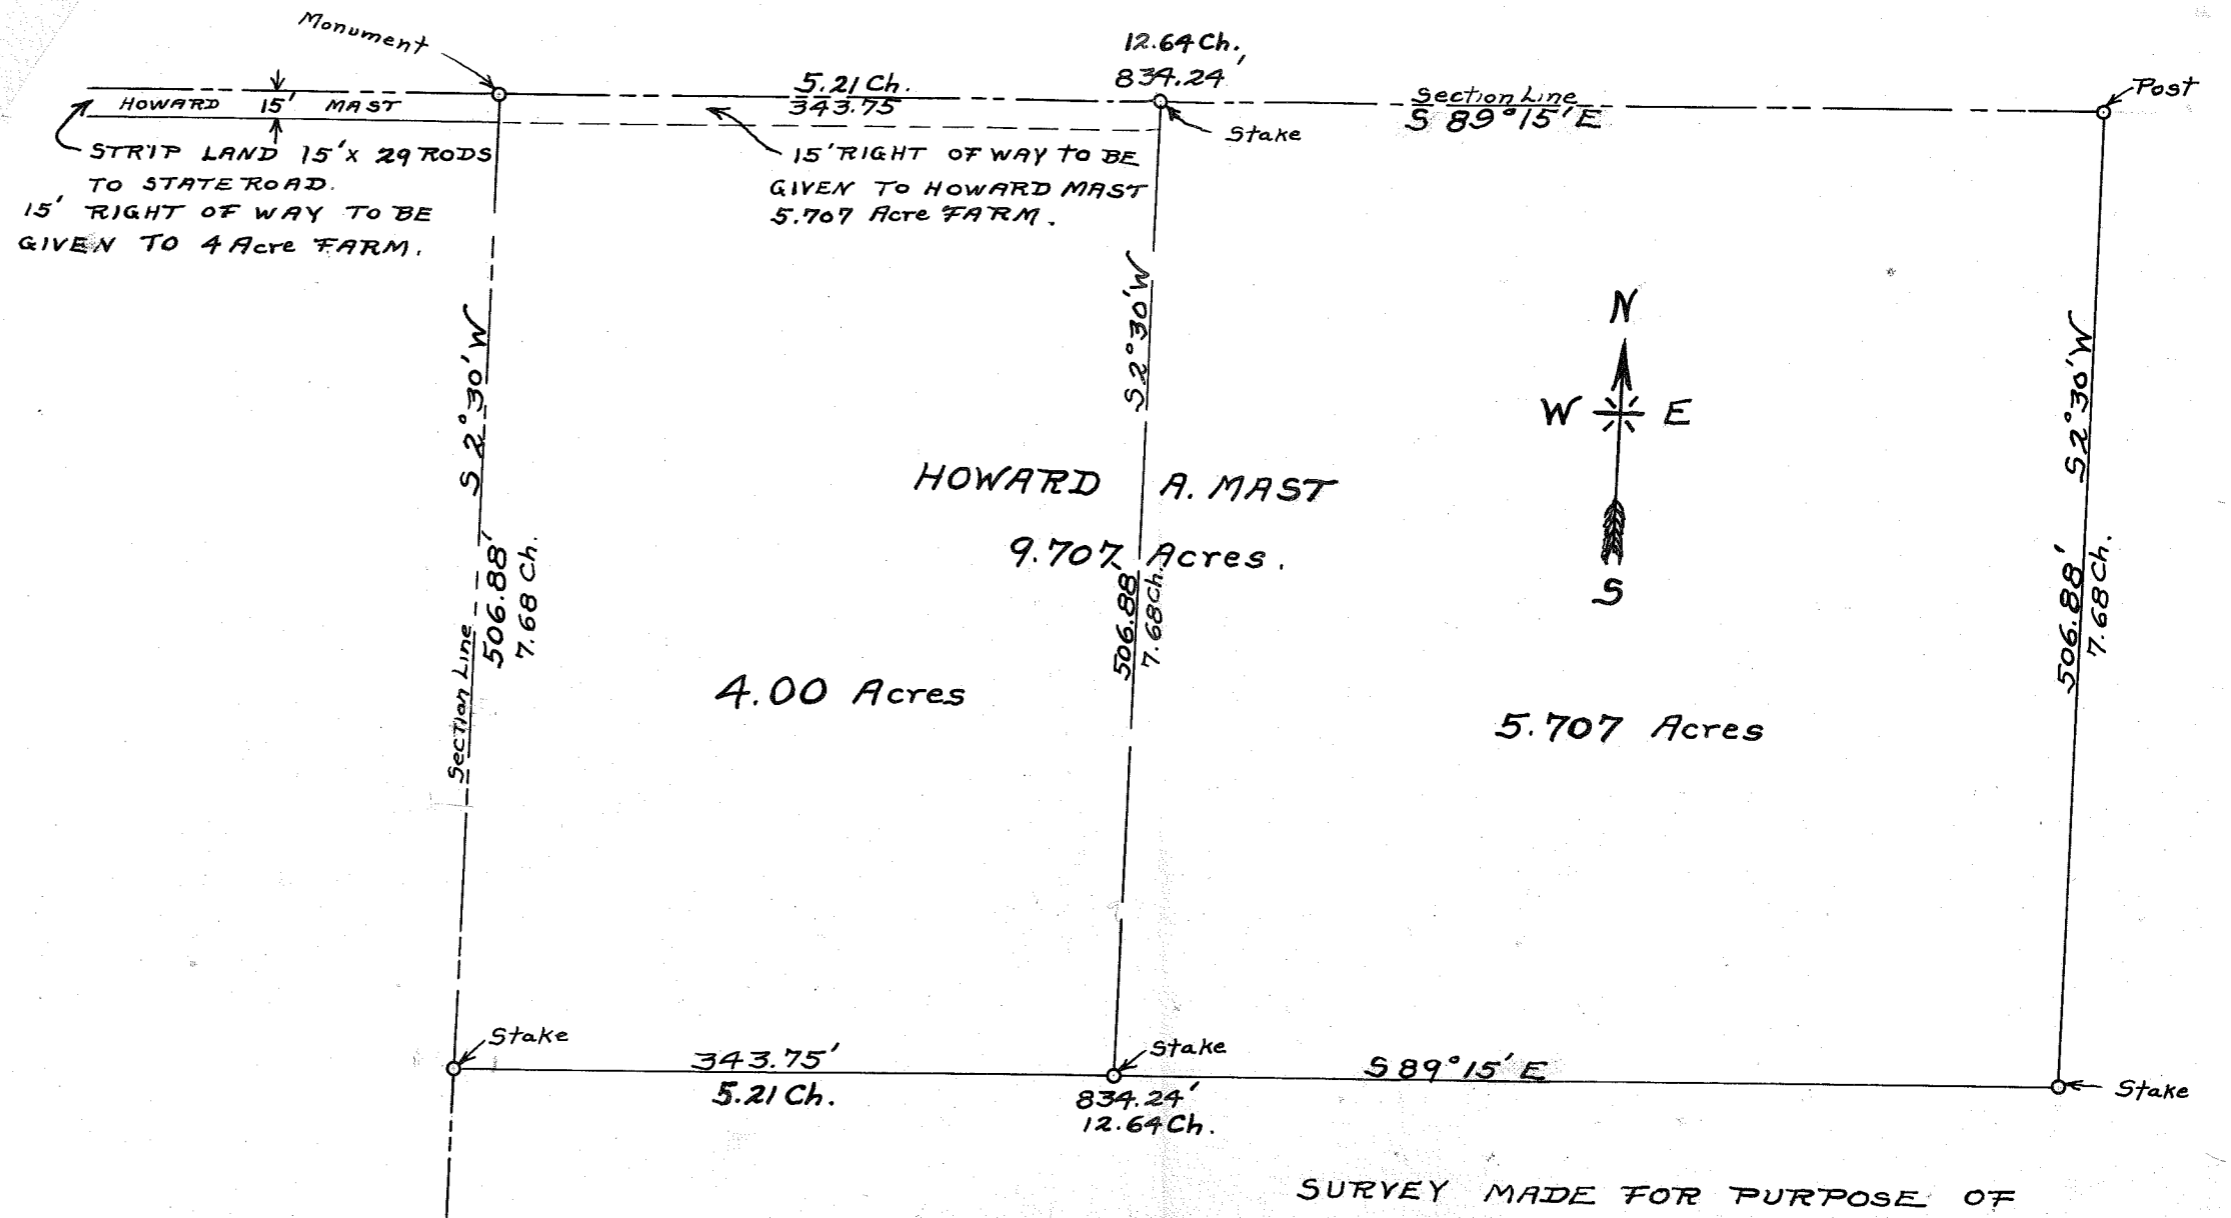 Monument
12.64 Ch.,
834.24'
5.21 Ch.
343.75
Section Line
S 89°15' E
Post
Stake
HOWARD 15' MAST
STRIP LAND 15' x 29 RODS
TO STATE ROAD.
15' RIGHT OF WAY TO BE
GIVEN TO 4 Acre FARM.
15' RIGHT OF WAY TO BE
GIVEN TO HOWARD MAST
5.707 Acre FARM.
S 2°30' W
506.88'
7.68 Ch.
Section Line
S 2°30' W
506.88'
7.68 Ch.
N
W E
S
S 2°30' W
506.88'
7.68 Ch.
HOWARD A. MAST
9.707 Acres.
4.00 Acres
5.707 Acres
Stake
343.75'
5.21 Ch.
Stake
834.24'
12.64 Ch.
S 89°15' E
Stake
SURVEY MADE FOR PURPOSE OF